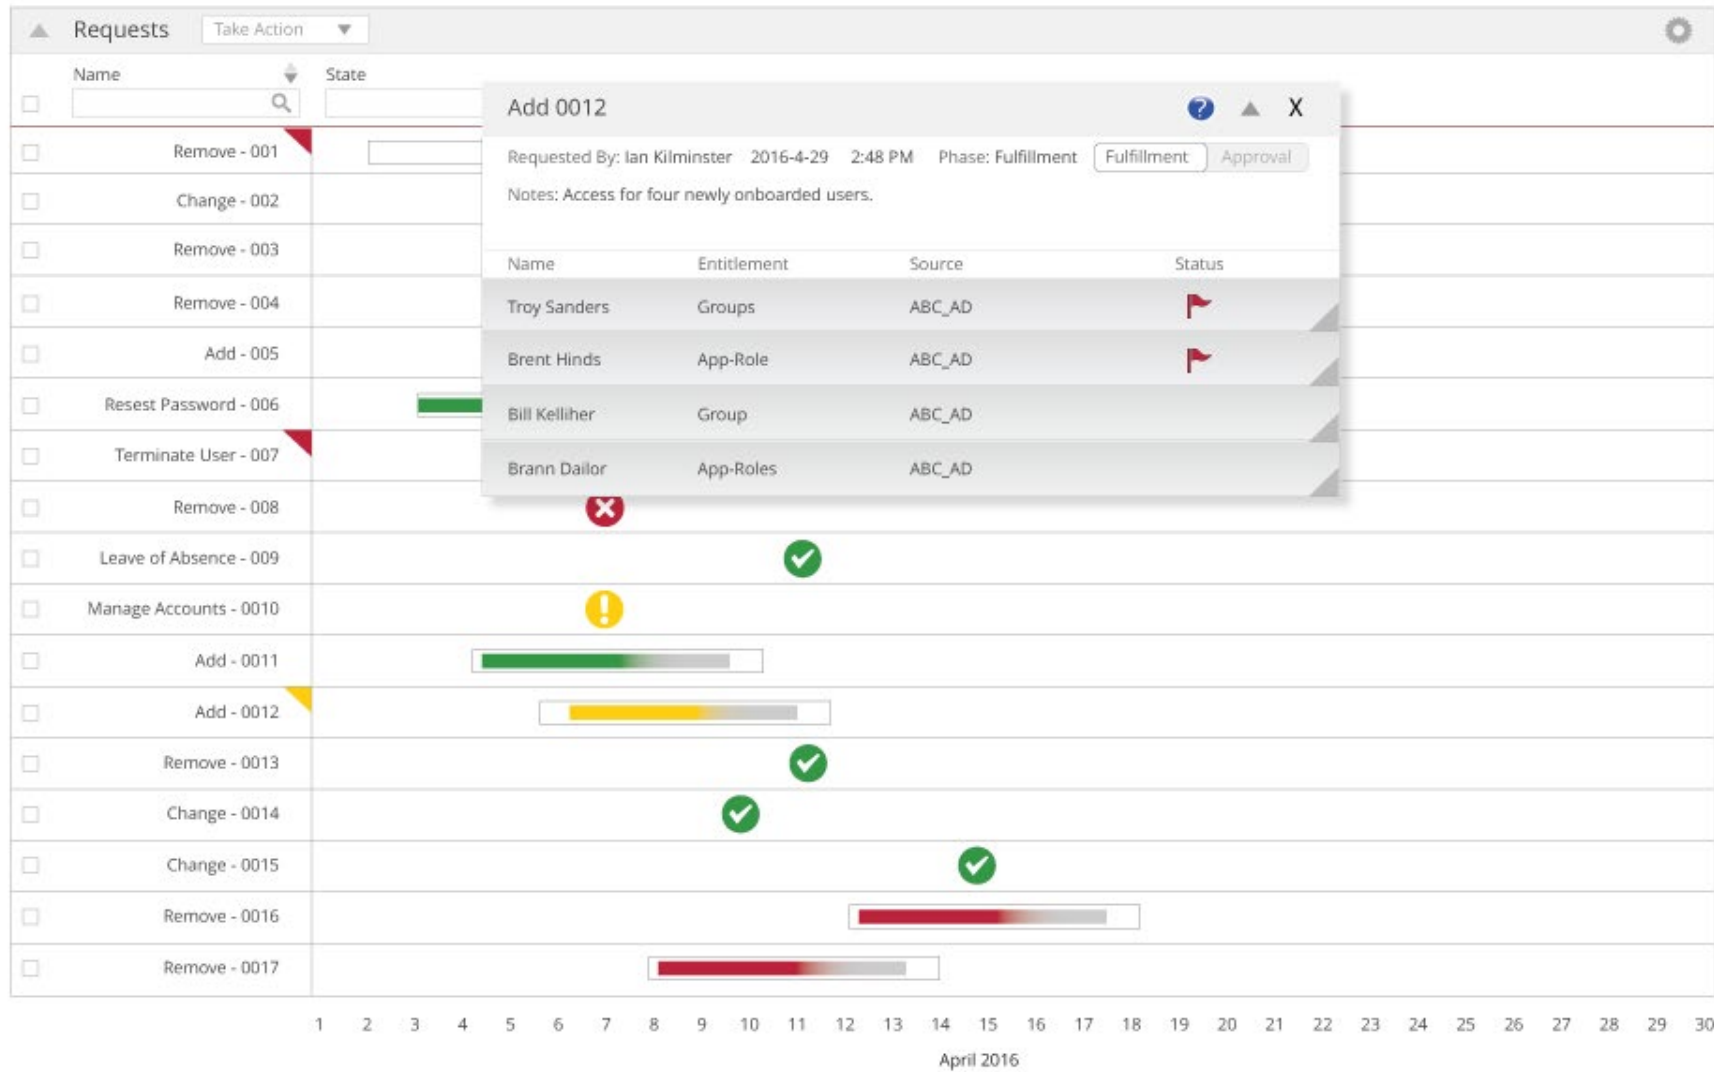 Requests Take Action
Name State
Add 0012 ? X
Remove - 001
Requested By: Ian Kilminster 2016-4-29 2:48 PM Phase: Fulfillment Fulfillment Approval
Change - 002
Notes: Access for four newly onboarded users.
Remove - 003
Name Entitlement Source Status
Remove - 004
Troy Sanders Groups ABC_AD
Add - 005
Brent Hinds App-Role ABC_AD
Resest Password - 006
Bill Kelliher Group ABC_AD
Terminate User - 007
Brann Dailor App-Roles ABC_AD
Remove - 008
Leave of Absence - 009
Manage Accounts - 0010
Add - 0011
Add - 0012
Remove - 0013
Change - 0014
Change - 0015
Remove - 0016
Remove - 0017
1 2 3 4 5 6 7 8 9 10 11 12 13 14 15 16 17 18 19 20 21 22 23 24 25 26 27 28 29 30
April 2016